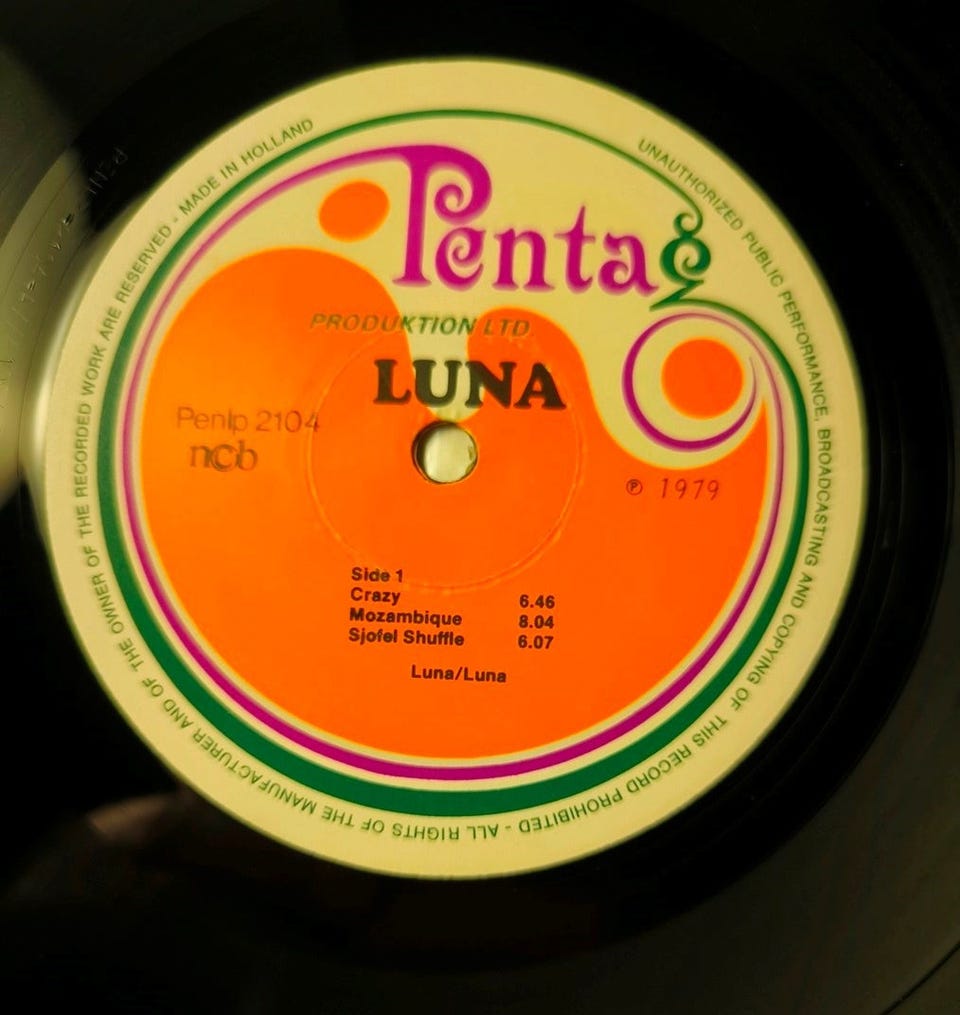 Pentag
PRODUKTION LTD.
LUNA
Penlp 2104
ncb
℗ 1979
Side 1
Crazy 6.46
Mozambique 8.04
Sjofel Shuffle 6.07
Luna/Luna
UNAUTHORIZED PUBLIC PERFORMANCE, BROADCASTING AND COPYING OF THIS RECORD PROHIBITED - ALL RIGHTS OF THE MANUFACTURER AND OF THE OWNER OF THE RECORDED WORK ARE RESERVED - MADE IN HOLLAND